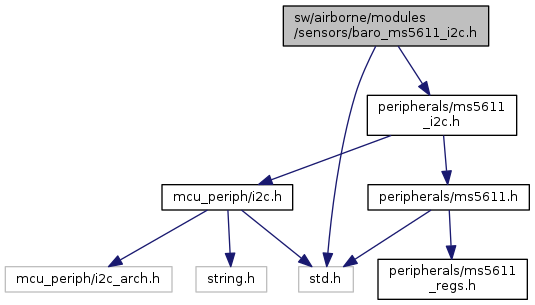 sw/airborne/modules
/sensors/baro_ms5611_i2c.h
peripherals/ms5611
_i2c.h
mcu_periph/i2c.h
peripherals/ms5611.h
mcu_periph/i2c_arch.h
string.h
std.h
peripherals/ms5611
_regs.h